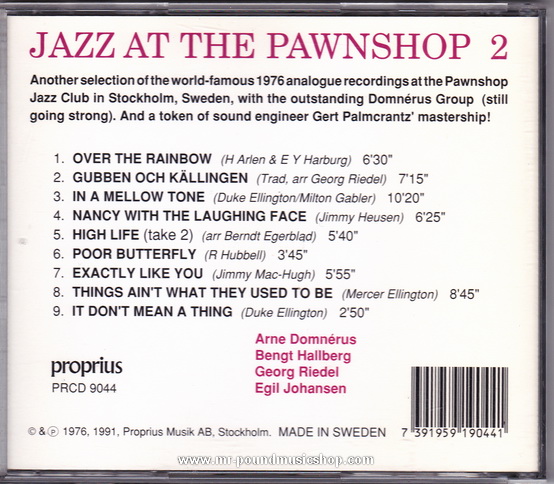 JAZZ AT THE PAWNSHOP 2
Another selection of the world-famous 1976 analogue recordings at the Pawnshop
Jazz Club in Stockholm, Sweden, with the outstanding Domnérus Group (still
going strong). And a token of sound engineer Gert Palmcrantz' mastership!
1. OVER THE RAINBOW (H Arlen & E Y Harburg) 6'30"
2. GUBBEN OCH KÄLLINGEN (Trad, arr Georg Riedel) 7'15"
3. IN A MELLOW TONE (Duke Ellington/Milton Gabler) 10'20"
4. NANCY WITH THE LAUGHING FACE (Jimmy Heusen) 6'25"
5. HIGH LIFE (take 2) (arr Berndt Egerblad) 5'40"
6. POOR BUTTERFLY (R Hubbell) 3'45"
7. EXACTLY LIKE YOU (Jimmy Mac-Hugh) 5'55"
8. THINGS AIN'T WHAT THEY USED TO BE (Mercer Ellington) 8'45"
9. IT DON'T MEAN A THING (Duke Ellington) 2'50"
Arne Domnérus
Bengt Hallberg
Georg Riedel
Egil Johansen
proprius
PRCD 9044
© & ℗ 1976, 1991, Proprius Musik AB, Stockholm. MADE IN SWEDEN
7 391959 190441
www.mr-poundmusicshop.com